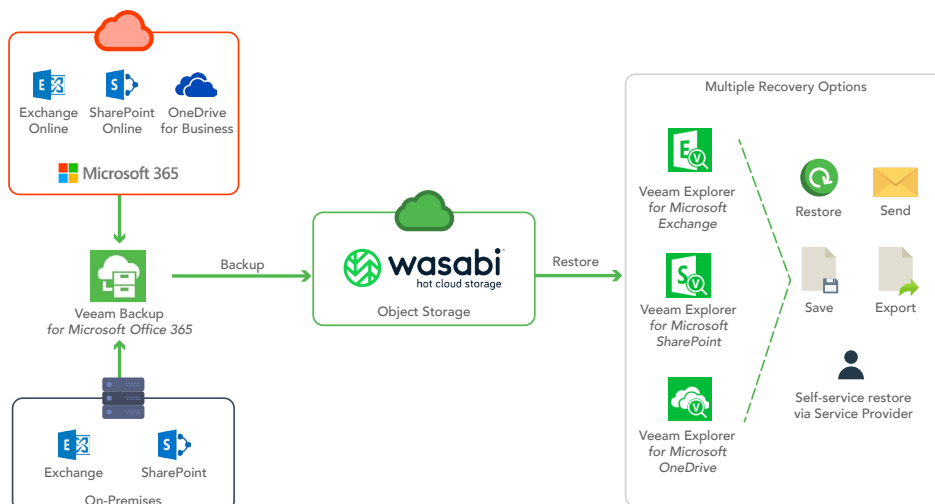 Exchange
Online
SharePoint
Online
OneDrive
for Business
Microsoft 365
Veeam Backup
for Microsoft Office 365
Exchange
SharePoint
On-Premises
Backup
wasabi
hot cloud storage
Object Storage
Restore
Multiple Recovery Options
Veeam Explorer
for Microsoft
Exchange
Veeam Explorer
for Microsoft
SharePoint
Veeam Explorer
for Microsoft
OneDrive
Restore
Send
Save
Export
Self-service restore
via Service Provider